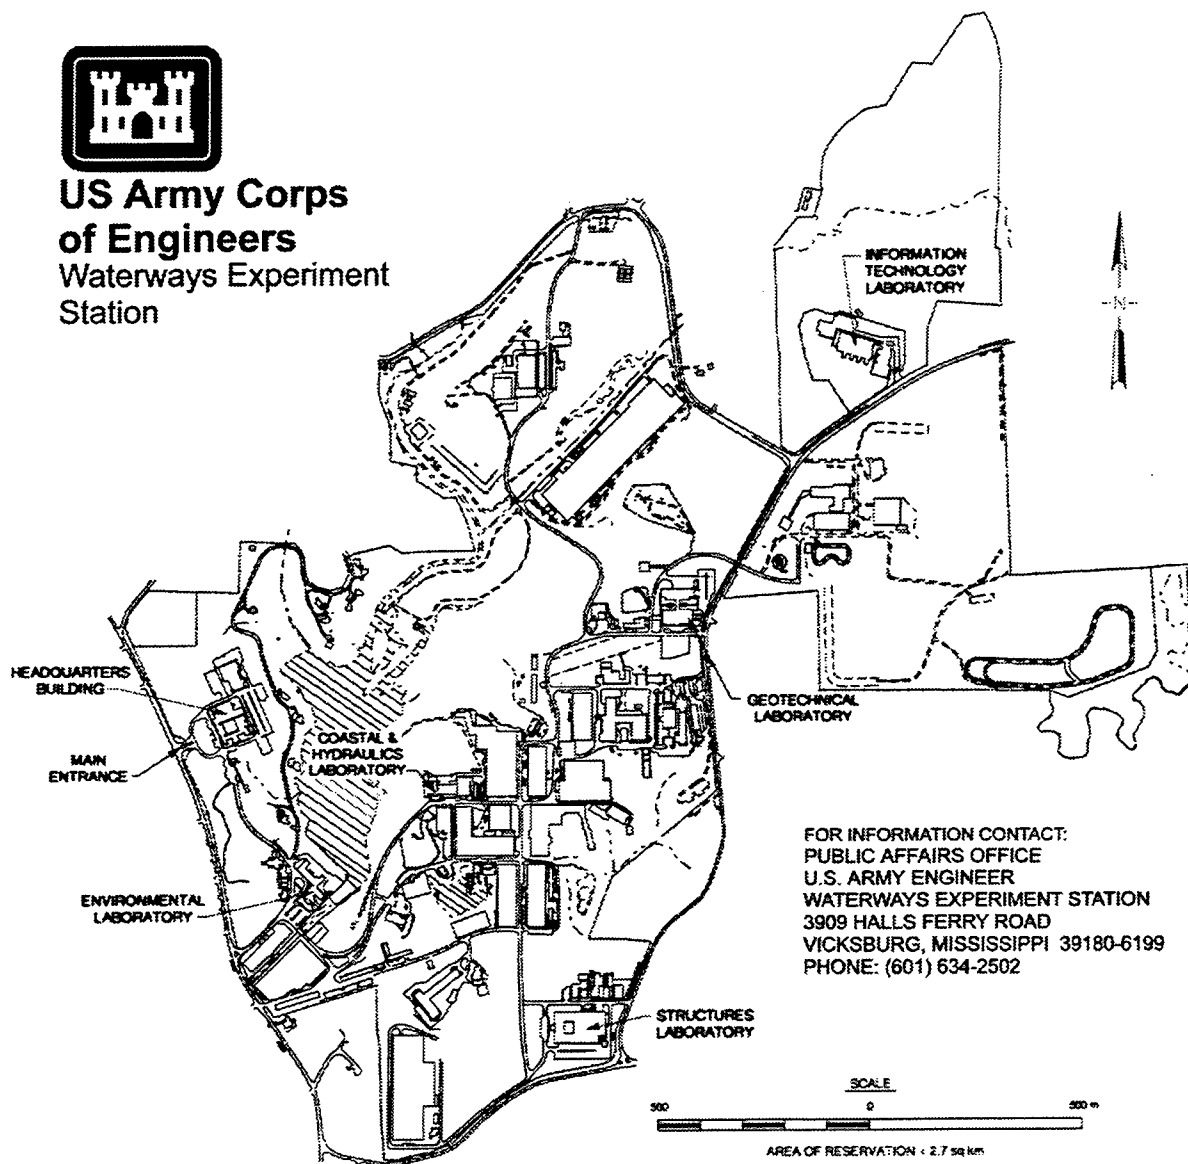 US Army Corps
of Engineers
Waterways Experiment
Station
INFORMATION
TECHNOLOGY
LABORATORY
N
HEADQUARTERS
BUILDING
MAIN
ENTRANCE
COASTAL &
HYDRAULICS
LABORATORY
GEOTECHNICAL
LABORATORY
ENVIRONMENTAL
LABORATORY
FOR INFORMATION CONTACT:
PUBLIC AFFAIRS OFFICE
U.S. ARMY ENGINEER
WATERWAYS EXPERIMENT STATION
3909 HALLS FERRY ROAD
VICKSBURG, MISSISSIPPI 39180-6199
PHONE: (601) 634-2502
STRUCTURES
LABORATORY
SCALE
500 0 500 m
AREA OF RESERVATION < 2.7 sq km